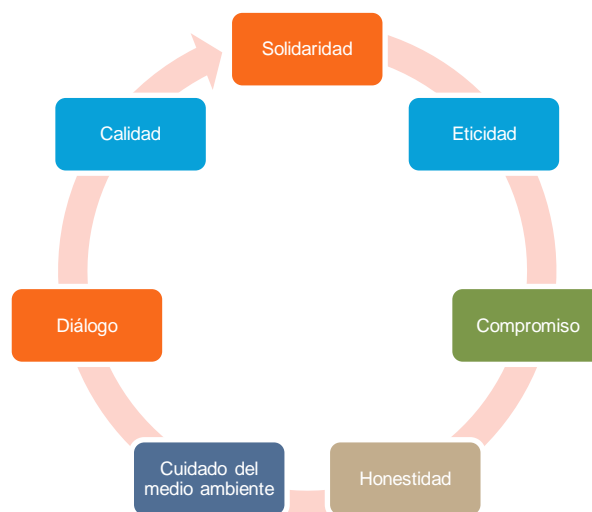 Solidaridad
Eticidad
Compromiso
Honestidad
Cuidado del
medio ambiente
Diálogo
Calidad